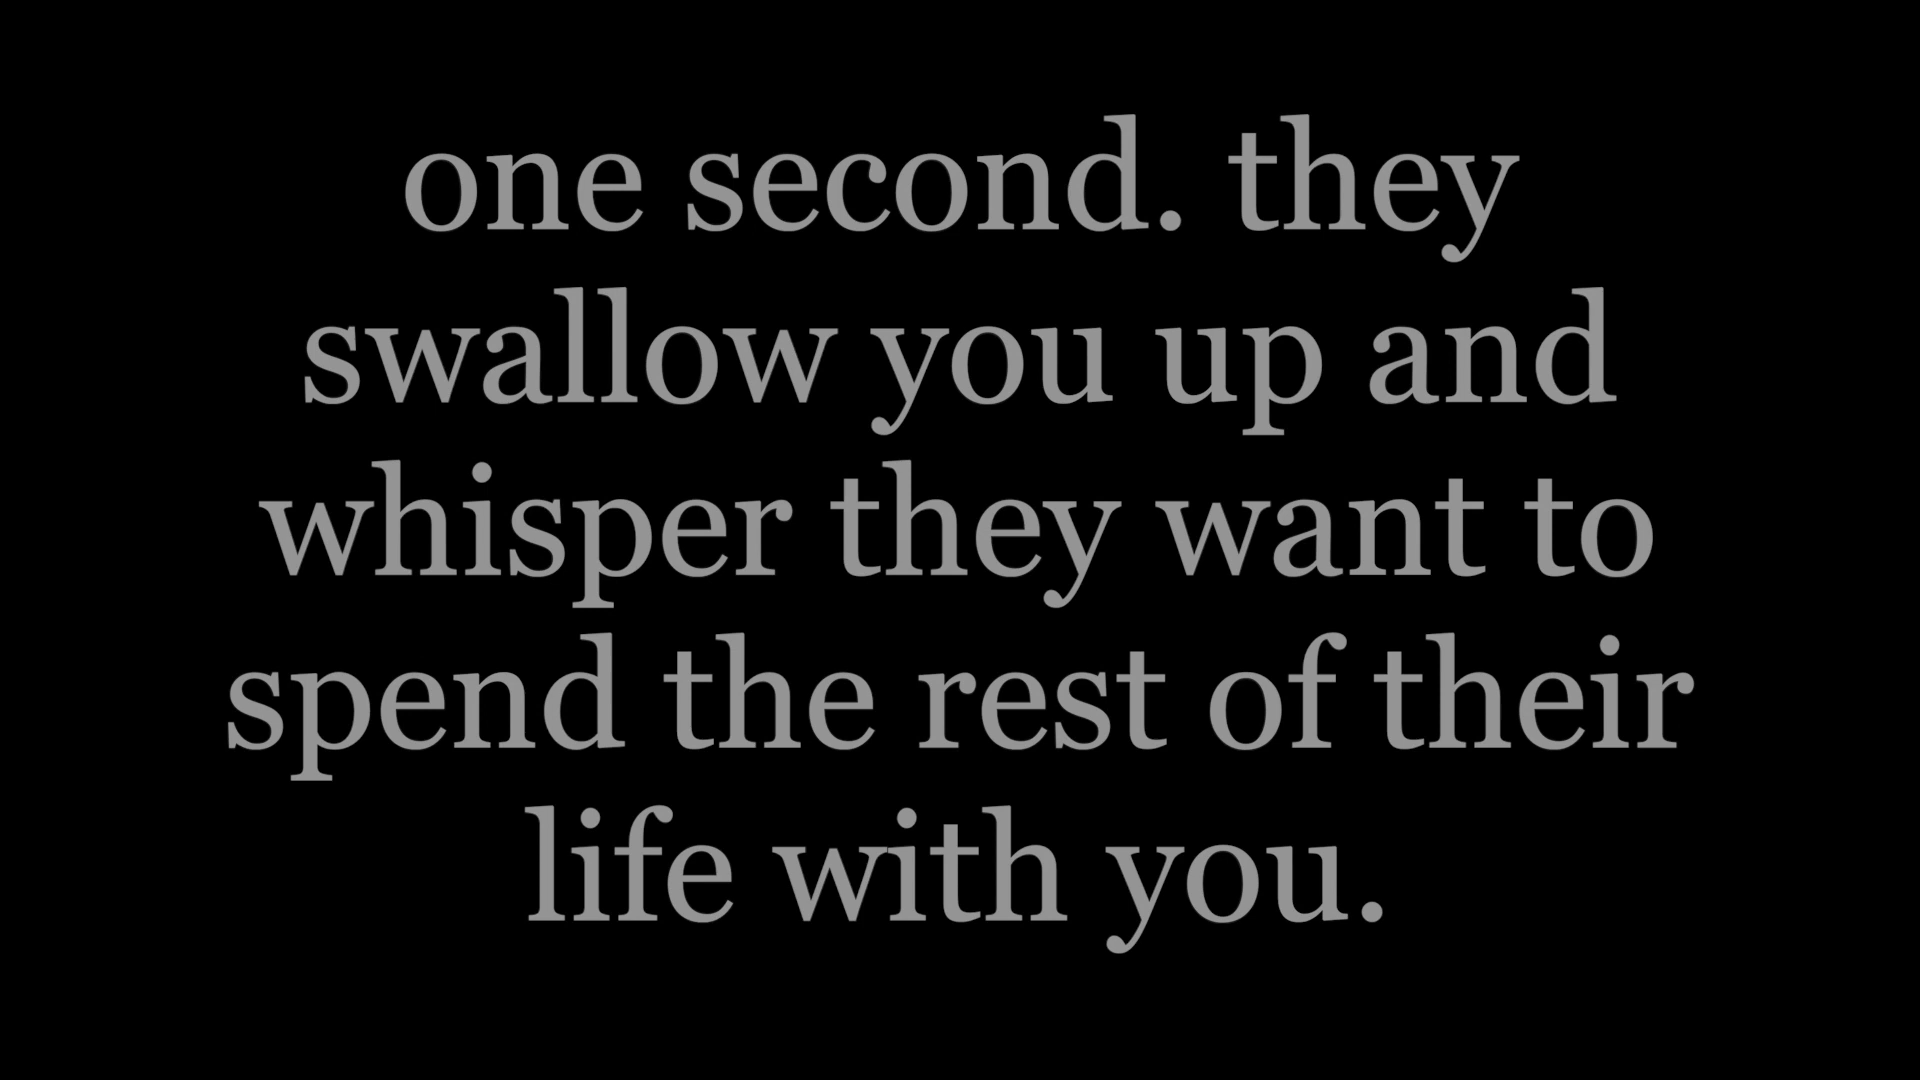 one second. they
swallow you up and
whisper they want to
spend the rest of their
life with you.